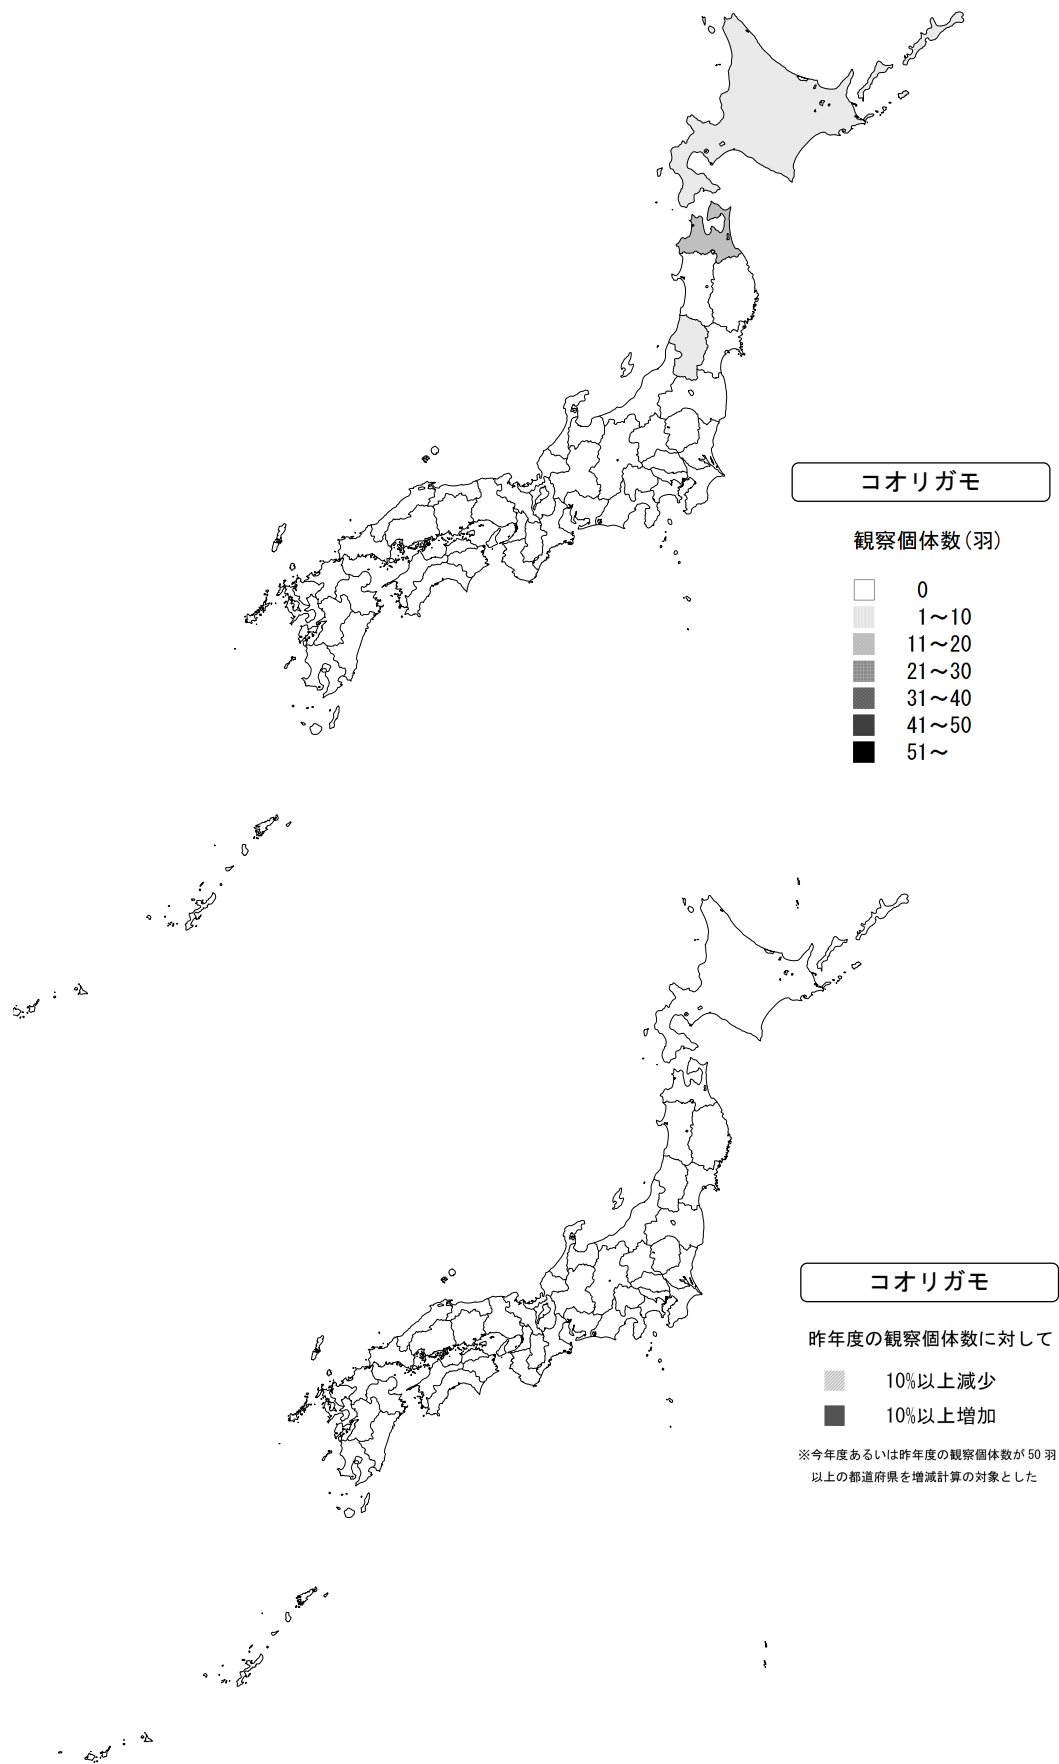 コオリガモ
観察個体数(羽)
0
1～10
11～20
21～30
31～40
41～50
51～
コオリガモ
昨年度の観察個体数に対して
10%以上減少
10%以上増加
※今年度あるいは昨年度の観察個体数が 50 羽
以上の都道府県を増減計算の対象とした